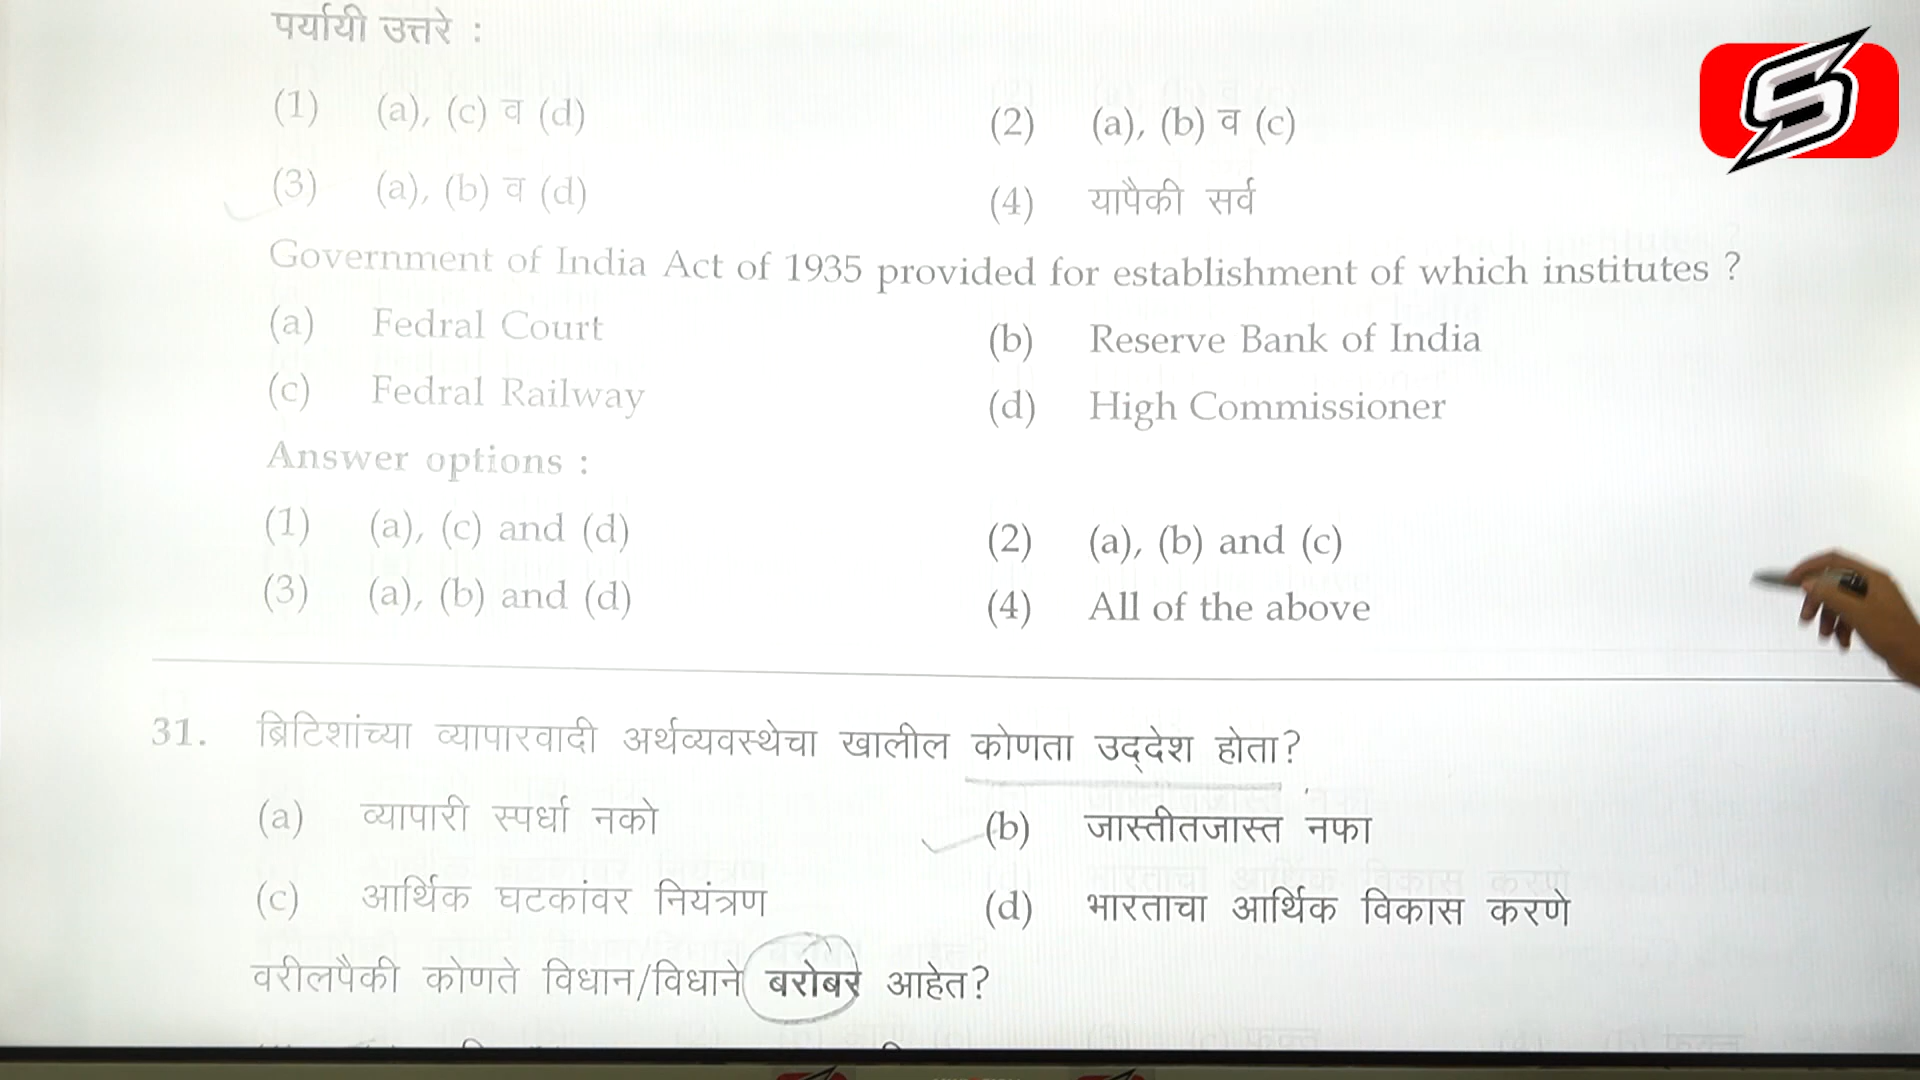 पर्यायी उत्तरे :
(1) (a), (c) व (d) (2) (a), (b) व (c)
(3) (a), (b) व (d) (4) यापैकी सर्व
Government of India Act of 1935 provided for establishment of which institutes ?
(a) Fedral Court (b) Reserve Bank of India
(c) Fedral Railway (d) High Commissioner
Answer options :
(1) (a), (c) and (d) (2) (a), (b) and (c)
(3) (a), (b) and (d) (4) All of the above
31. ब्रिटिशांच्या व्यापारवादी अर्थव्यवस्थेचा खालील कोणता उद्देश होता?
(a) व्यापारी स्पर्धा नको (b) जास्तीतजास्त नफा
(c) आर्थिक घटकांवर नियंत्रण (d) भारताचा आर्थिक विकास करणे
वरीलपैकी कोणते विधान/विधाने बरोबर आहेत?